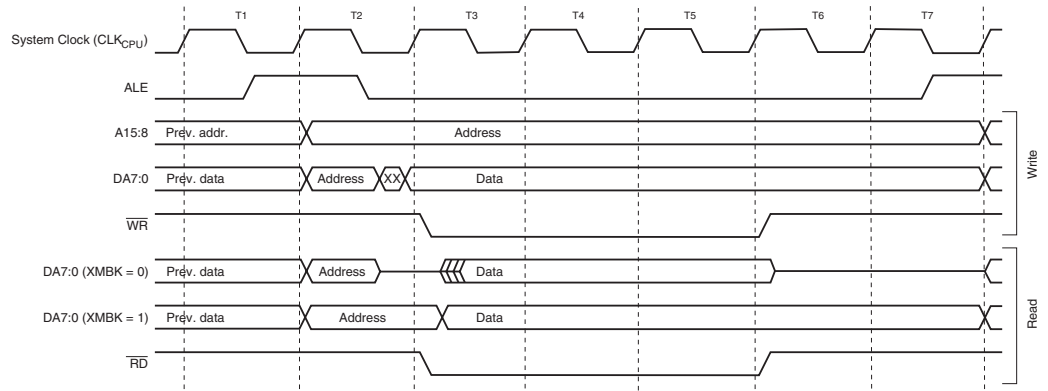 T1 T2 T3 T4 T5 T6 T7
System Clock (CLKCPU)
ALE
A15:8 Prev. addr. Address
DA7:0 Prev. data Address XX Data
WR
Write
DA7:0 (XMBK = 0) Prev. data Address Data
DA7:0 (XMBK = 1) Prev. data Address Data
RD
Read